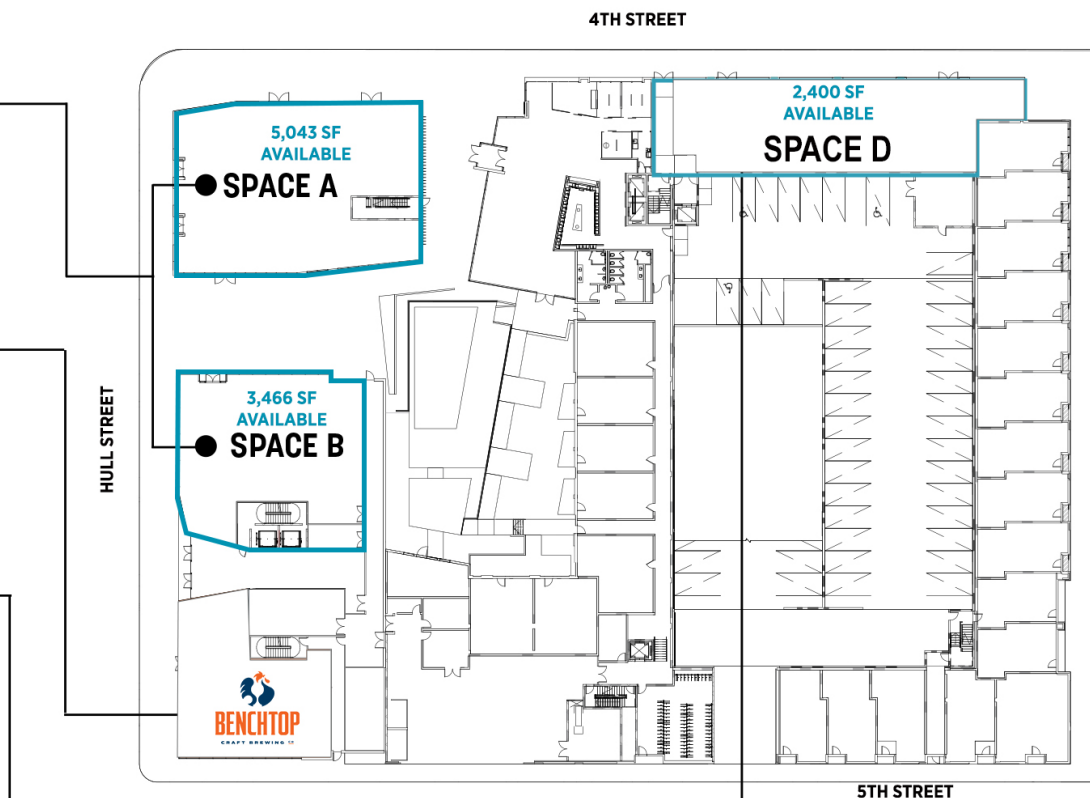 4TH STREET
2,400 SF
AVAILABLE
SPACE D
5,043 SF
AVAILABLE
SPACE A
HULL STREET
3,466 SF
AVAILABLE
SPACE B
BENCHTOP
CRAFT BREWING
5TH STREET